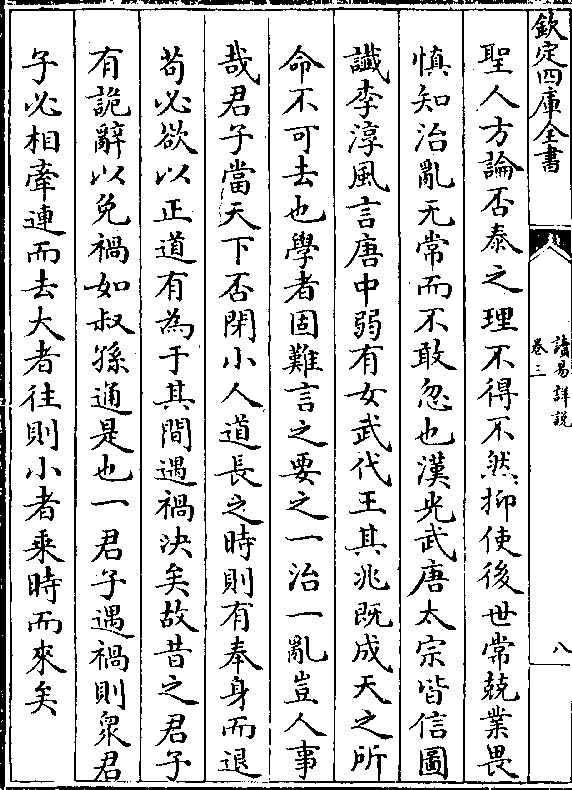 欽定四庫全書
讀易詳說
卷三
八
聖人方論否泰之理不得不然抑使後世常兢業畏
慎知治亂无常而不敢忽也漢光武唐太宗皆信圖
讖李淳風言唐中弱有女武代王其兆既成天之所
命不可去也學者固難言之要之一治一亂豈人事
哉君子當天下否閉小人道長之時則有奉身而退
苟必欲以正道有為于其間遇禍決矣故昔之君子
有詭辭以免禍如叔孫通是也一君子遇禍則衆君
子必相牽連而去大者往則小者乘時而來矣